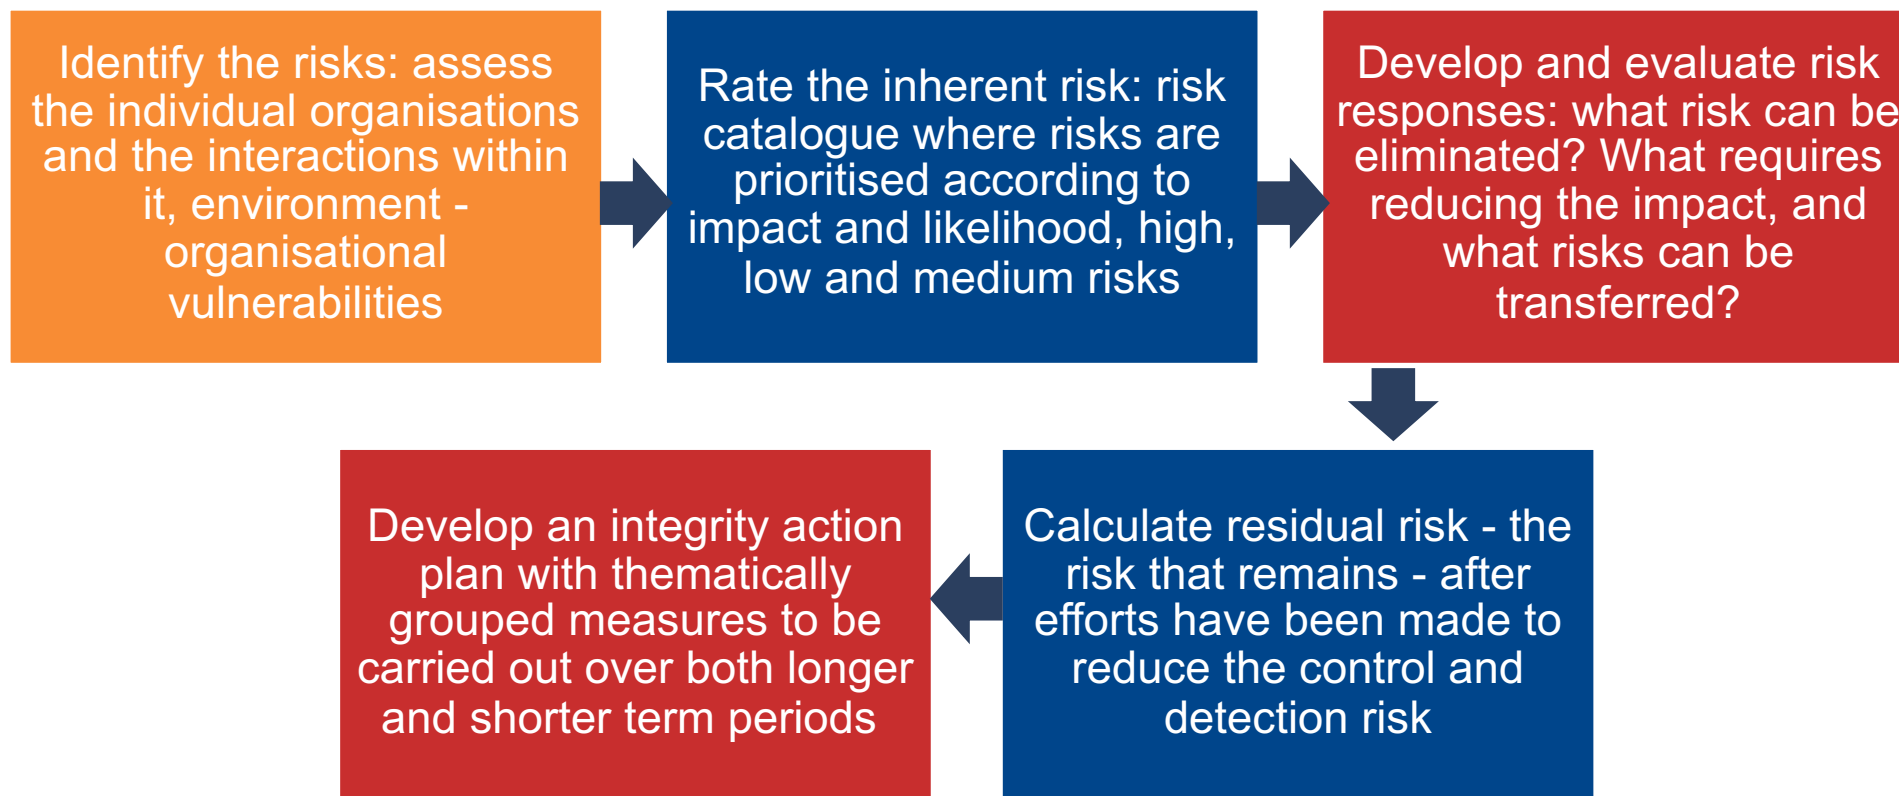 Identify the risks: assess
the individual organisations
and the interactions within
it, environment -
organisational
vulnerabilities
Rate the inherent risk: risk
catalogue where risks are
prioritised according to
impact and likelihood, high,
low and medium risks
Develop and evaluate risk
responses: what risk can be
eliminated? What requires
reducing the impact, and
what risks can be
transferred?
Calculate residual risk - the
risk that remains - after
efforts have been made to
reduce the control and
detection risk
Develop an integrity action
plan with thematically
grouped measures to be
carried out over both longer
and shorter term periods